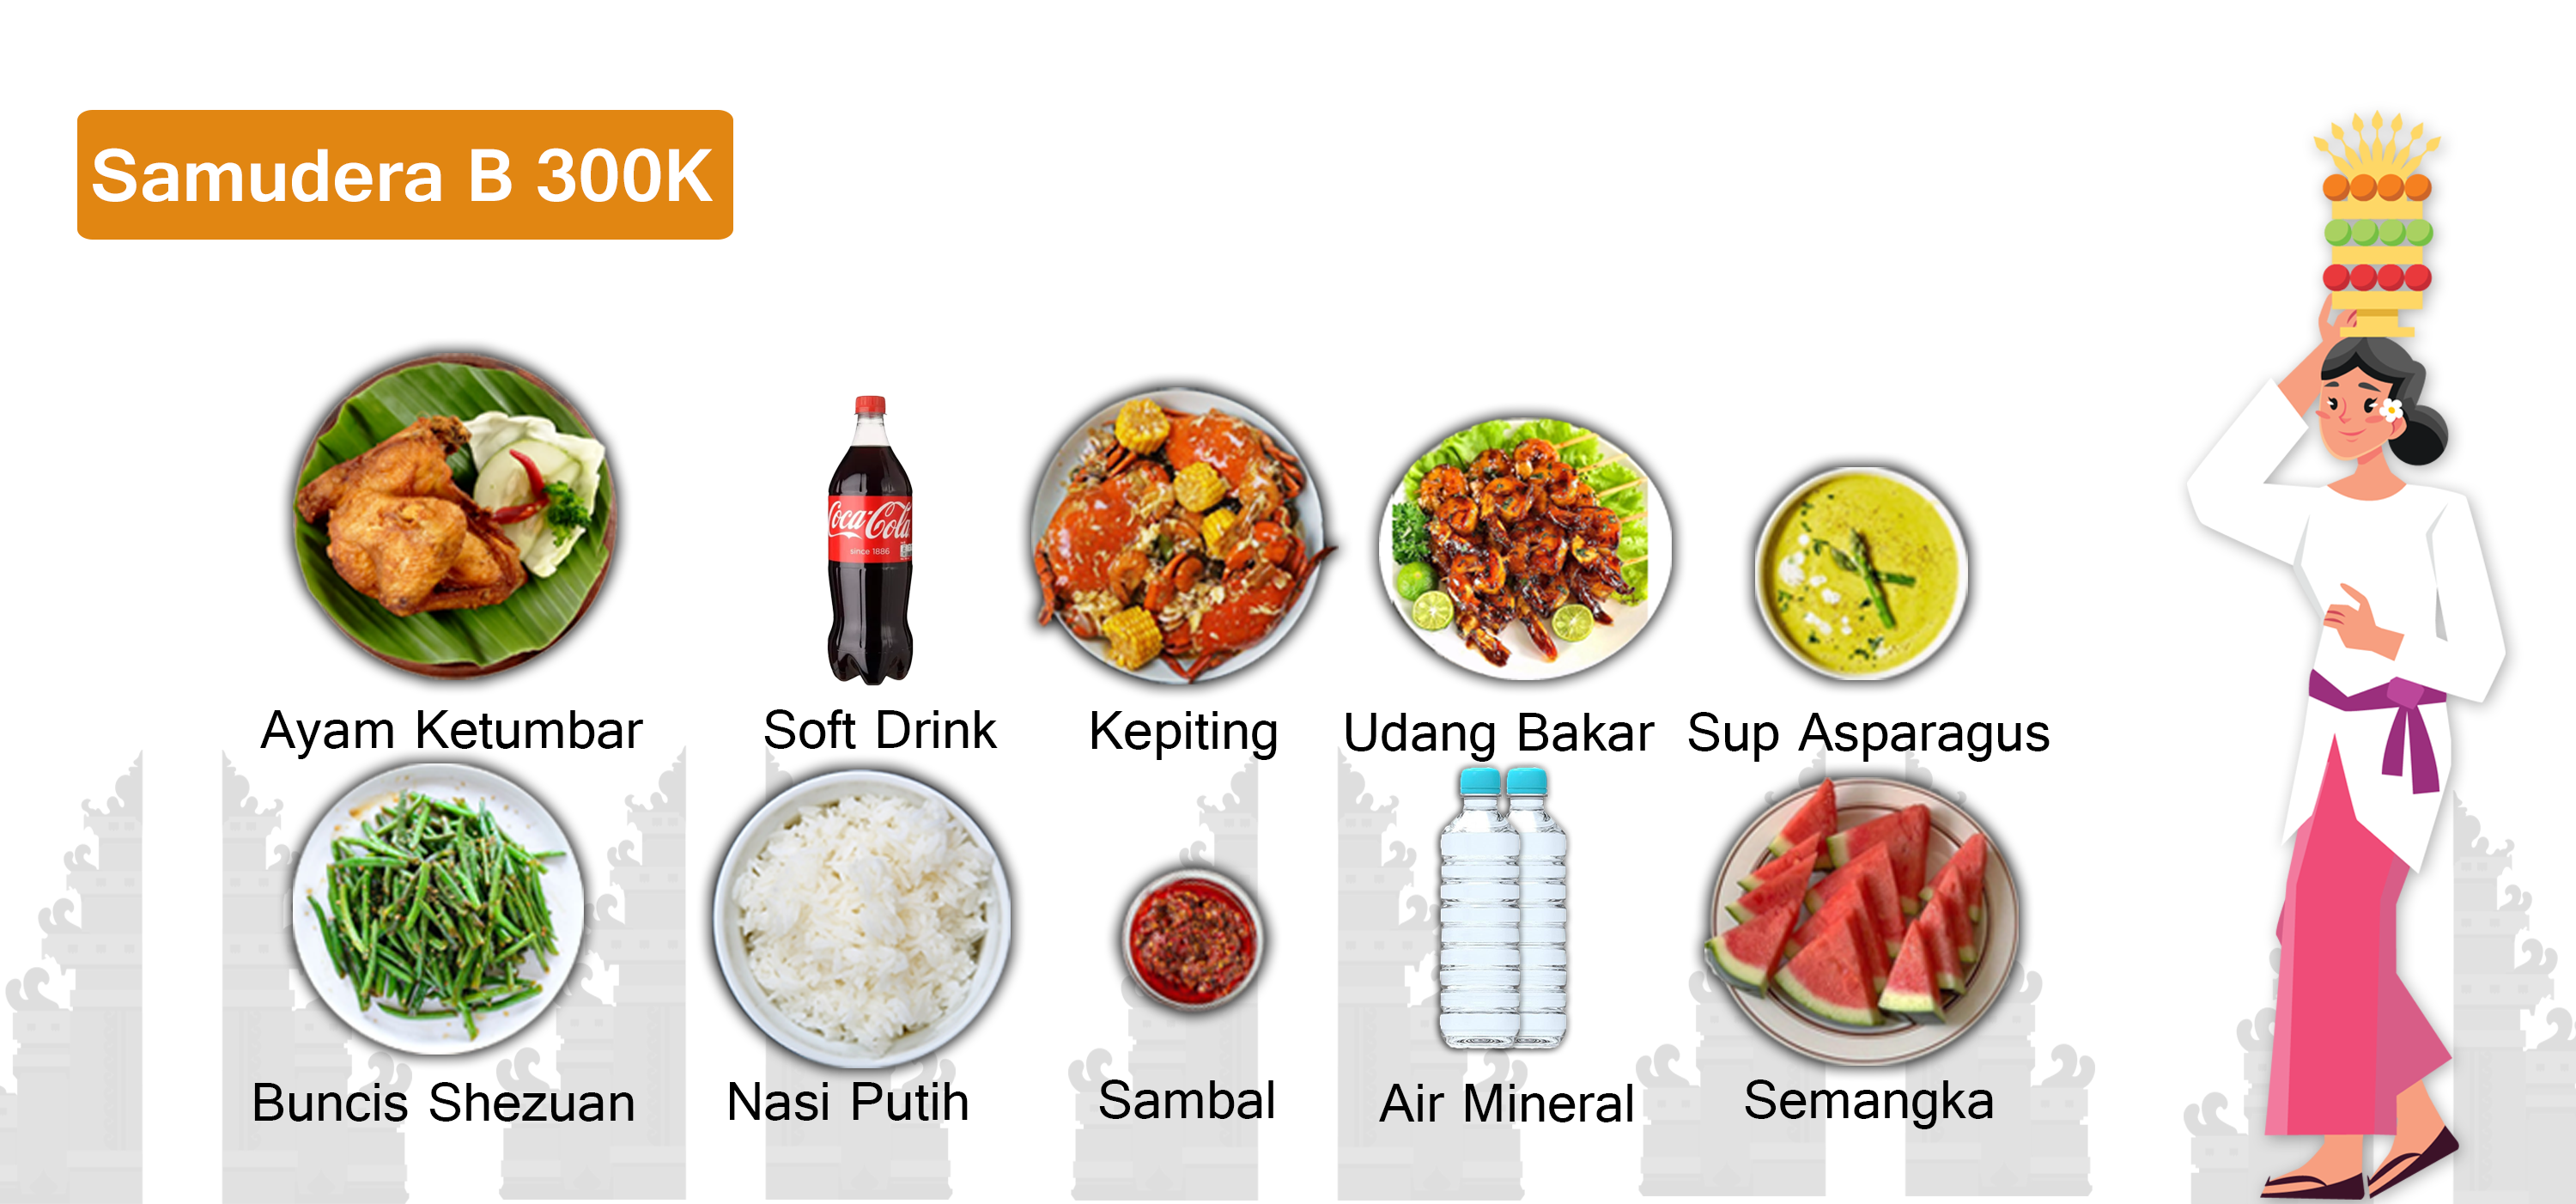 Samudera B 300K
Coca-Cola
since 1886
Ayam Ketumbar
Soft Drink
Kepiting
Udang Bakar
Sup Asparagus
Buncis Shezuan
Nasi Putih
Sambal
Air Mineral
Semangka